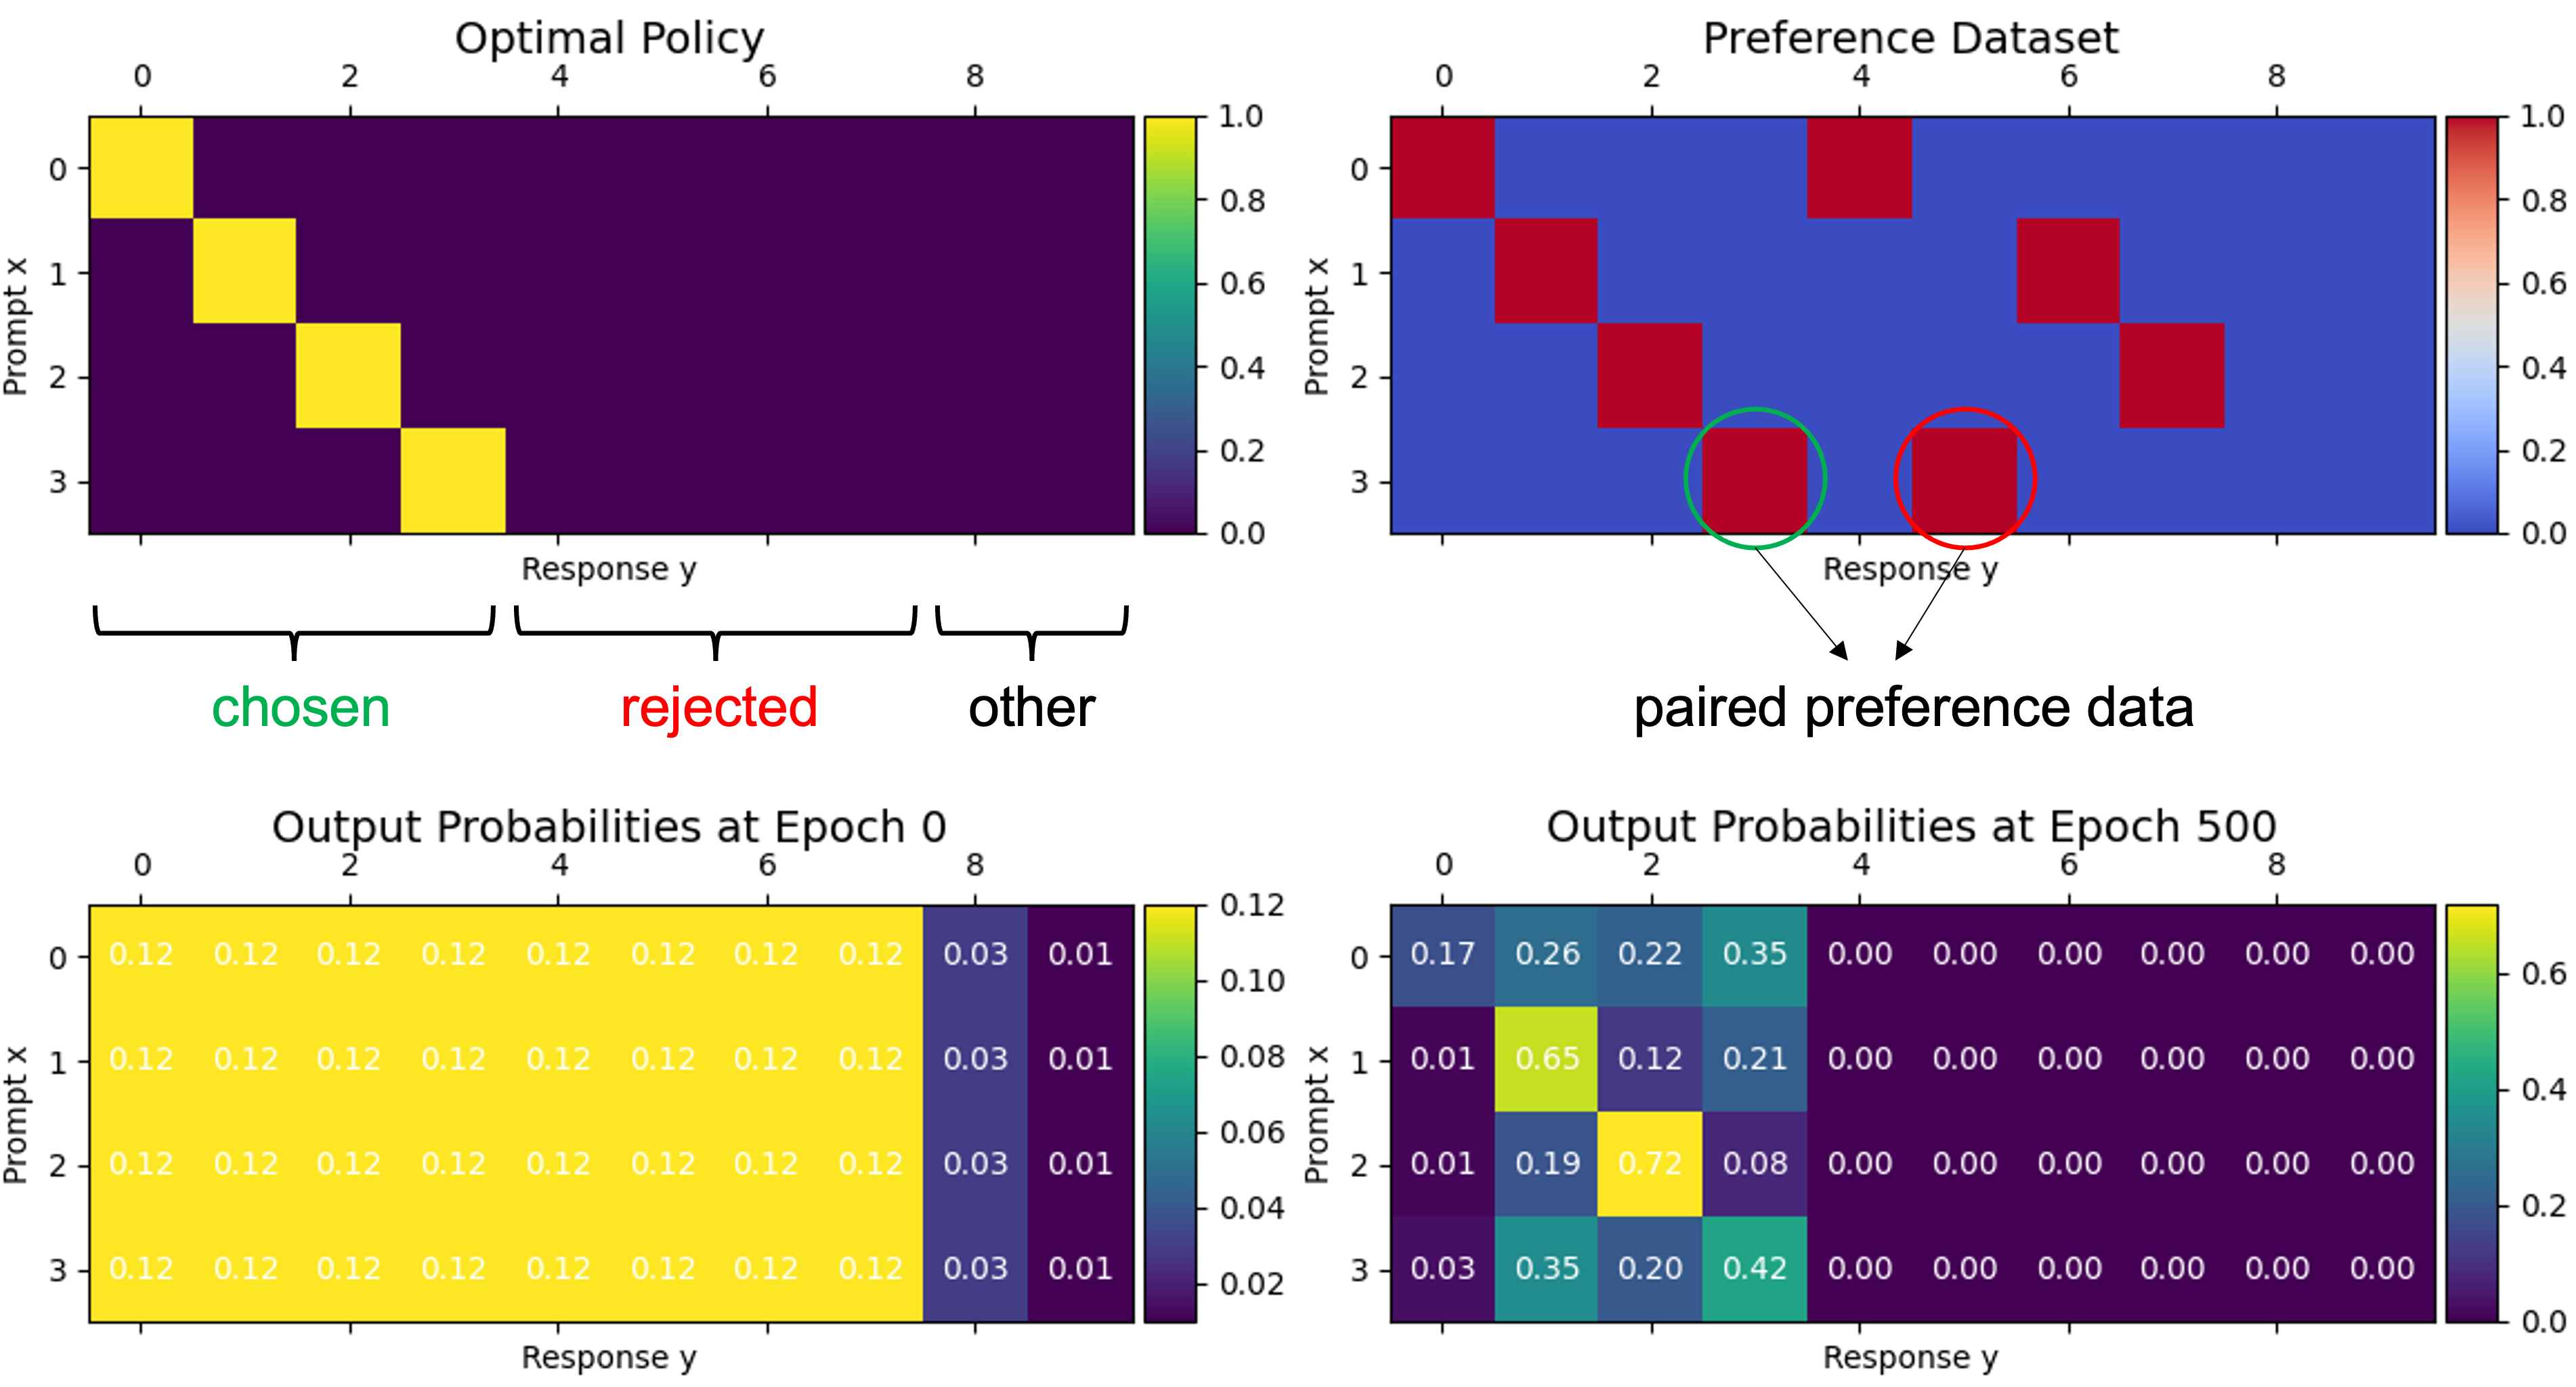 Optimal Policy
0 2 4 6 8
Prompt x
0
1
2
3
1.0
0.8
0.6
0.4
0.2
0.0
Response y
chosen rejected other
Preference Dataset
0 2 4 6 8
Prompt x
0
1
2
3
1.0
0.8
0.6
0.4
0.2
0.0
Response y
paired preference data
Output Probabilities at Epoch 0
0 2 4 6 8
Prompt x
0 0.12 0.12 0.12 0.12 0.12 0.12 0.12 0.12 0.03 0.01
1 0.12 0.12 0.12 0.12 0.12 0.12 0.12 0.12 0.03 0.01
2 0.12 0.12 0.12 0.12 0.12 0.12 0.12 0.12 0.03 0.01
3 0.12 0.12 0.12 0.12 0.12 0.12 0.12 0.12 0.03 0.01
0.12
0.10
0.08
0.06
0.04
0.02
Response y
Output Probabilities at Epoch 500
0 2 4 6 8
Prompt x
0 0.17 0.26 0.22 0.35 0.00 0.00 0.00 0.00 0.00 0.00
1 0.01 0.65 0.12 0.21 0.00 0.00 0.00 0.00 0.00 0.00
2 0.01 0.19 0.72 0.08 0.00 0.00 0.00 0.00 0.00 0.00
3 0.03 0.35 0.20 0.42 0.00 0.00 0.00 0.00 0.00 0.00
0.6
0.4
0.2
0.0
Response y